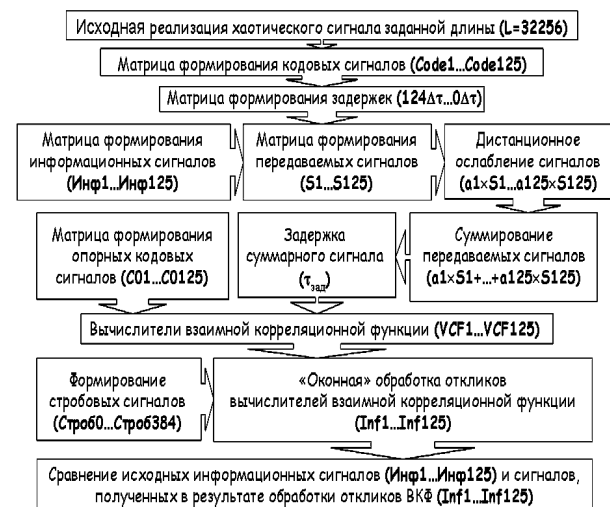 Исходная реализация хаотического сигнала заданной длины (L=32256)
Матрица формирования кодовых сигналов (Code1...Code125)
Матрица формирования задержек (124Δτ...0Δτ)
Матрица формирования
информационных сигналов
(Инф1...Инф125)
Матрица формирования
передаваемых сигналов
(S1...S125)
Дистанционное
ослабление сигналов
(a1×S1...a125×S125)
Матрица формирования
опорных кодовых
сигналов (C01...C0125)
Задержка
суммарного сигнала
(τзад)
Суммирование
передаваемых сигналов
(a1×S1+...+a125×S125)
Вычислители взаимной корреляционной функции (VCF1...VCF125)
Формирование
стробовых сигналов
(Строб0...Строб384)
«Оконная» обработка откликов
вычислителей взаимной корреляционной функции
(Inf1...Inf125)
Сравнение исходных информационных сигналов (Инф1...Инф125) и сигналов,
полученных в результате обработки откликов ВКФ (Inf1...Inf125)